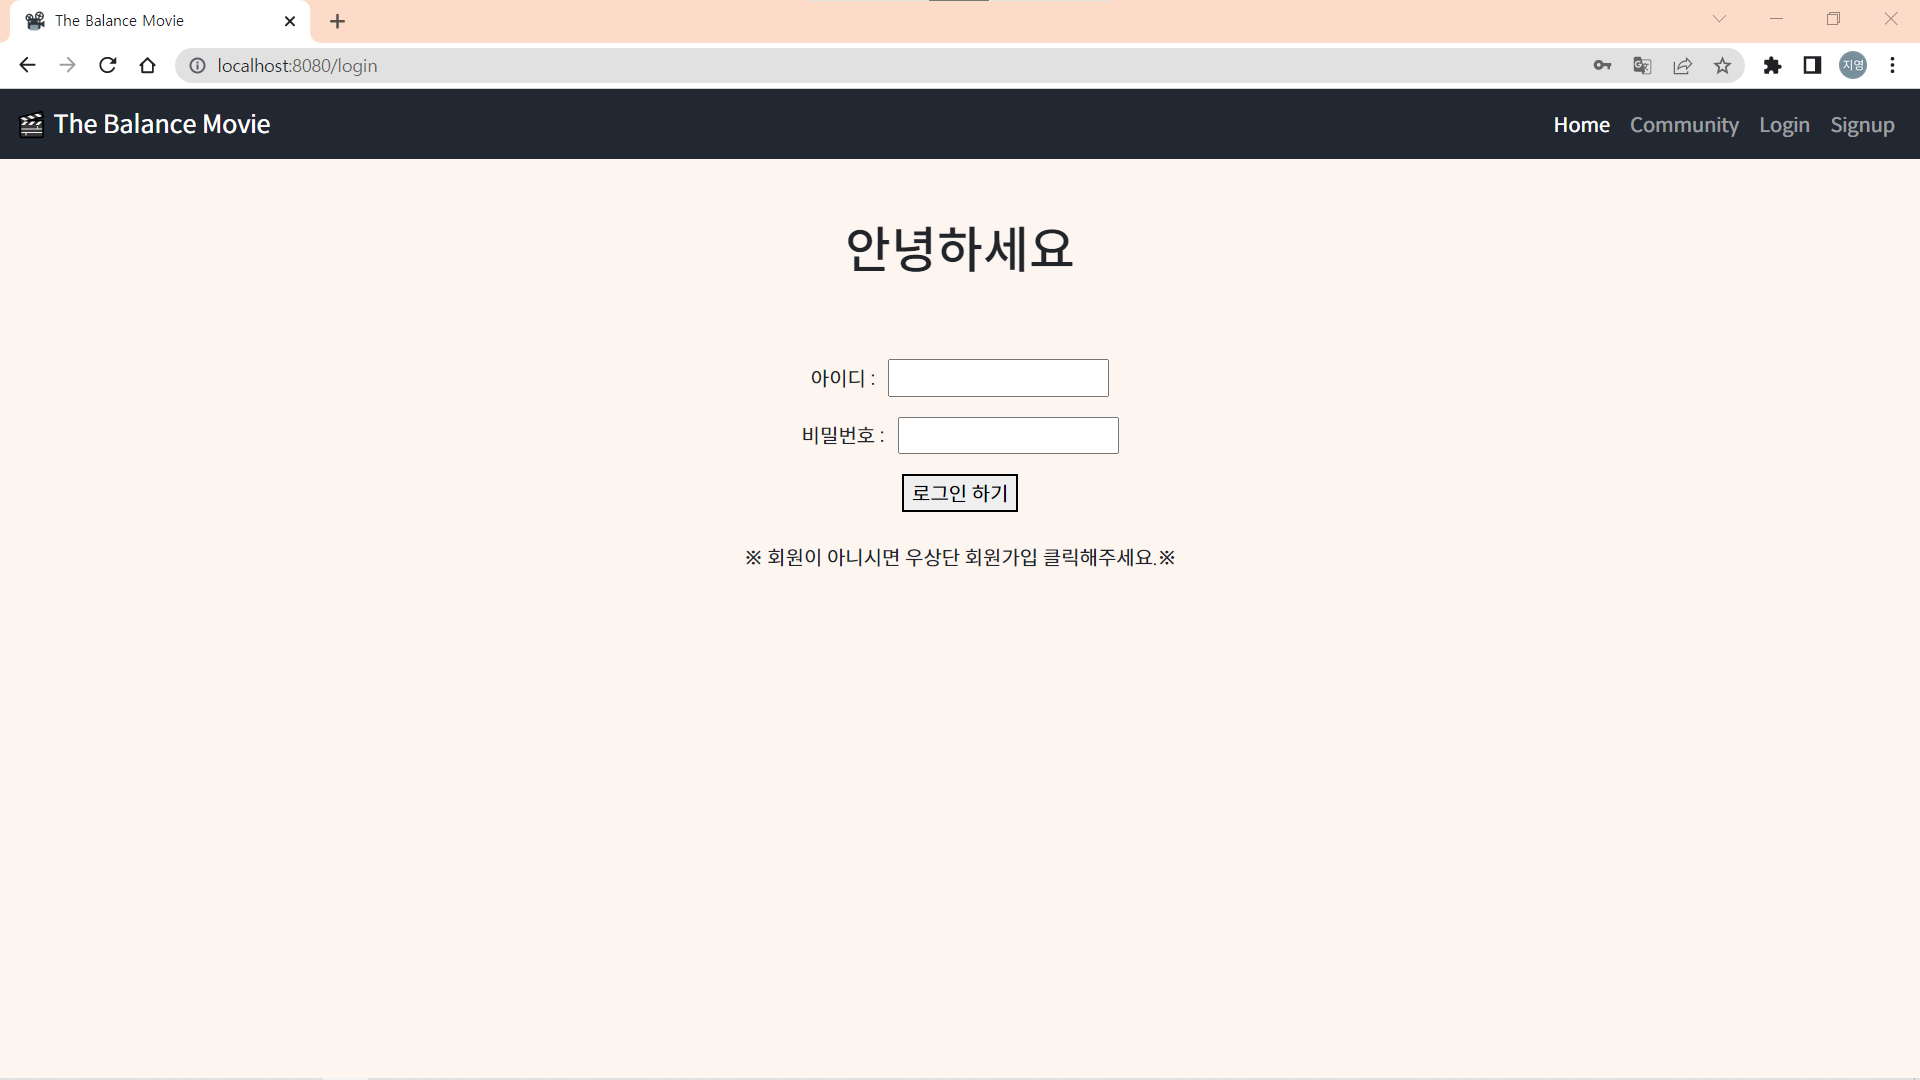 The Balance Movie
localhost:8080/login
지영
The Balance Movie
Home Community Login Signup
안녕하세요
아이디 :
비밀번호 :
로그인 하기
※ 회원이 아니시면 우상단 회원가입 클릭해주세요.※